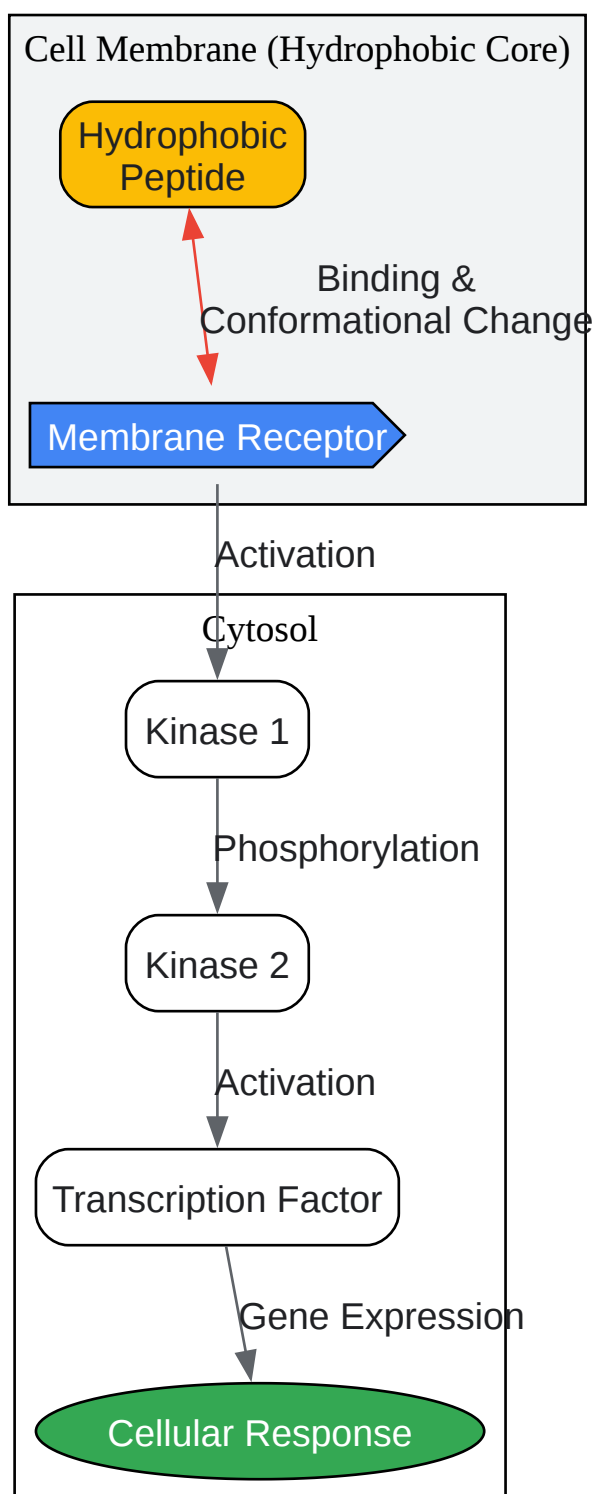 Cell Membrane (Hydrophobic Core)
Hydrophobic
Peptide
Binding &
Conformational Change
Membrane Receptor
Activation
Cytosol
Kinase 1
Phosphorylation
Kinase 2
Activation
Transcription Factor
Gene Expression
Cellular Response